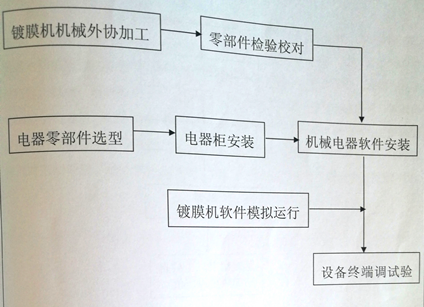 镀膜机机械外协加工
零部件检验校对
电器零部件选型
电器柜安装
机械电器软件安装
镀膜机软件模拟运行
设备终端调试验